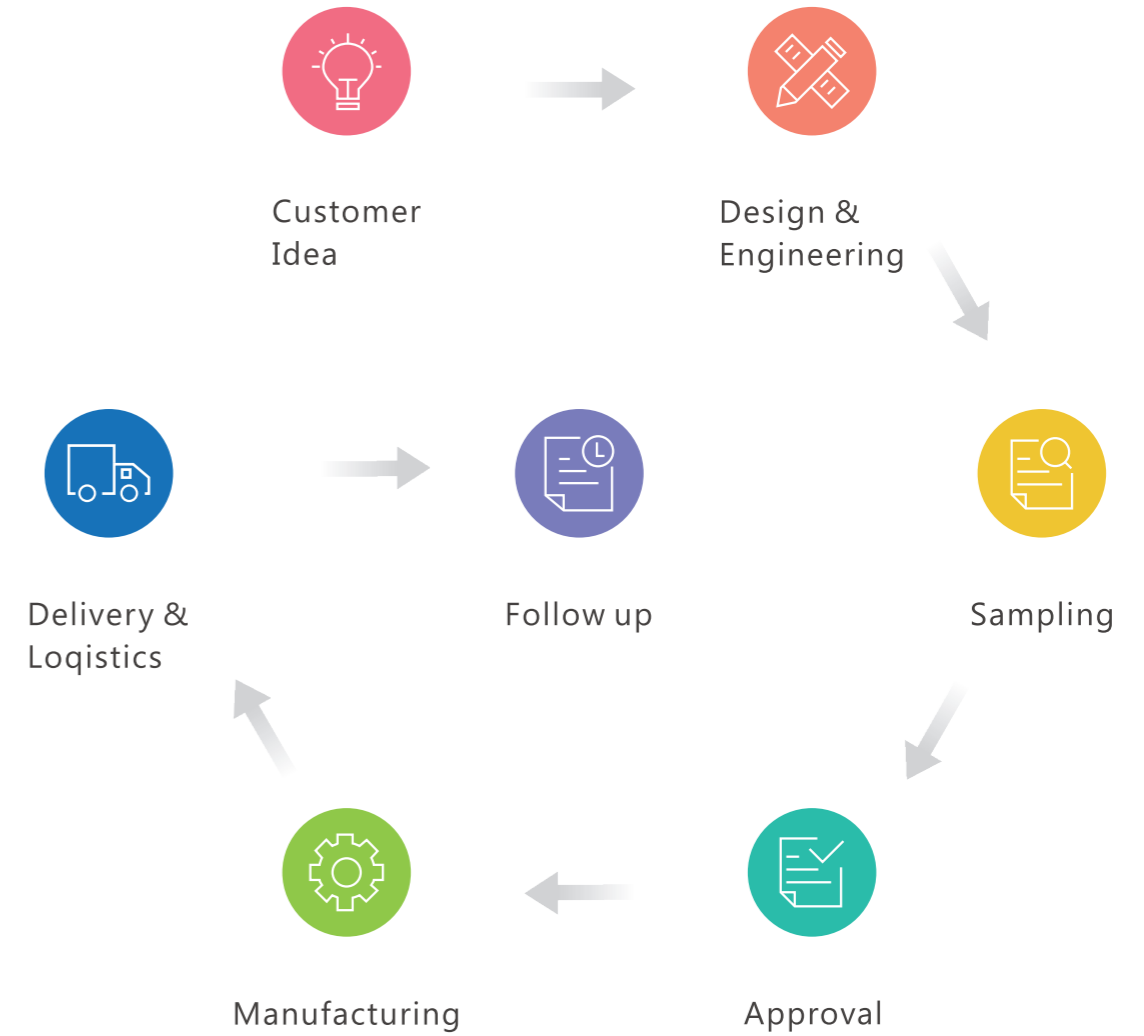 Customer
Idea
Design &
Engineering
Delivery &
Loqistics
Follow up
Sampling
Manufacturing
Approval